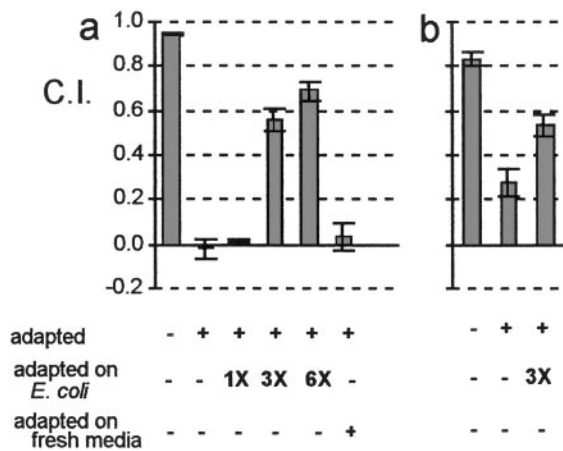 a b
C.I.
1.0
0.8
0.6
0.4
0.2
0.0
-0.2
adapted - + + + + + - + +
adapted on
E. coli - - 1X 3X 6X - - - 3X
adapted on
fresh media - - - - - + - - -